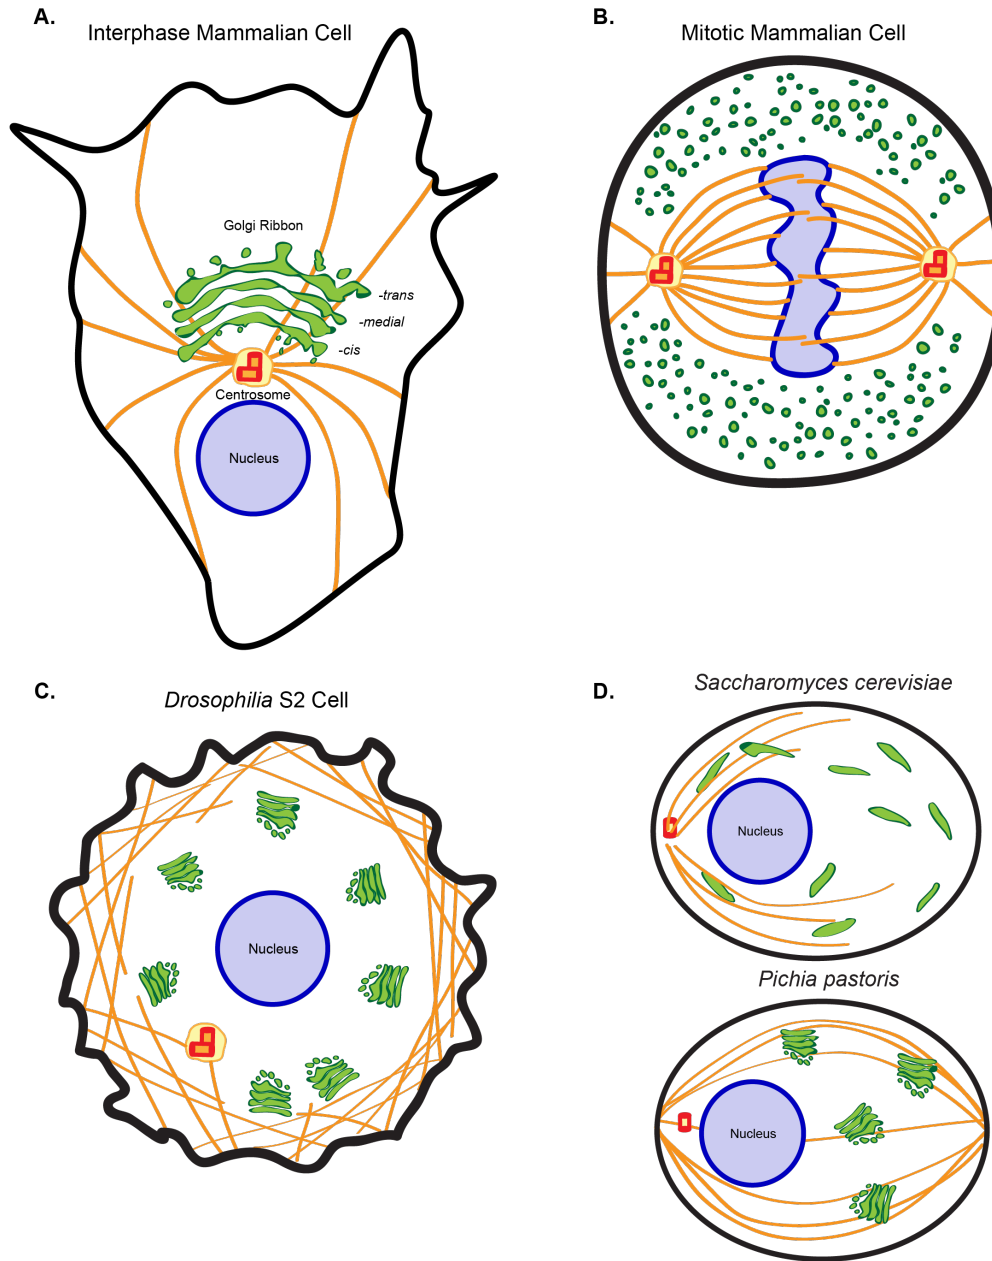 A.
Interphase Mammalian Cell
Golgi Ribbon
-trans
-medial
-cis
Centrosome
Nucleus
B.
Mitotic Mammalian Cell
C.
Drosophilia S2 Cell
Nucleus
D.
Saccharomyces cerevisiae
Nucleus
Pichia pastoris
Nucleus